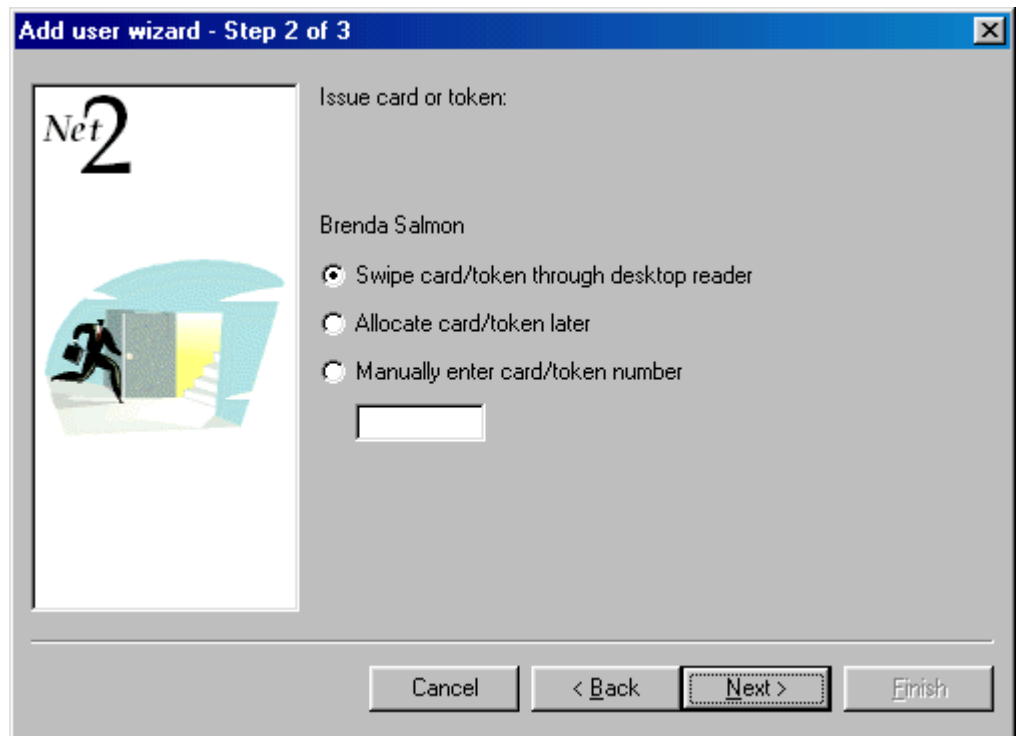 Add user wizard - Step 2 of 3
Net2
Issue card or token:
Brenda Salmon
Swipe card/token through desktop reader
Allocate card/token later
Manually enter card/token number
Cancel
< Back
Next >
Finish